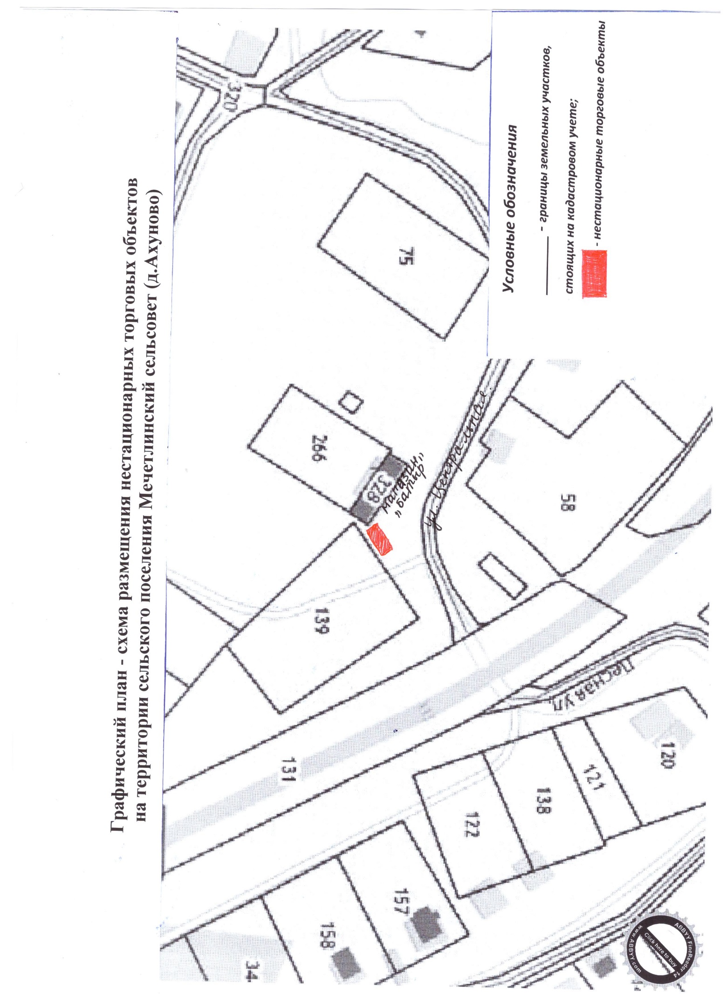 Графический план - схема размещения нестационарных торговых объектов
на территории сельского поселения Мечетлинский сельсовет (д.Ахуново)
320
75
266
328
магазин
„Батыр”
ул. Центральная
58
139
131
Лесная ул.
120
121
138
122
157
158
34
Условные обозначения
- границы земельных участков,
стоящих на кадастровом учете;
- нестационарные торговые объекты
ABBYY FineReader 14
Click here to buy
www.ABBYY.com